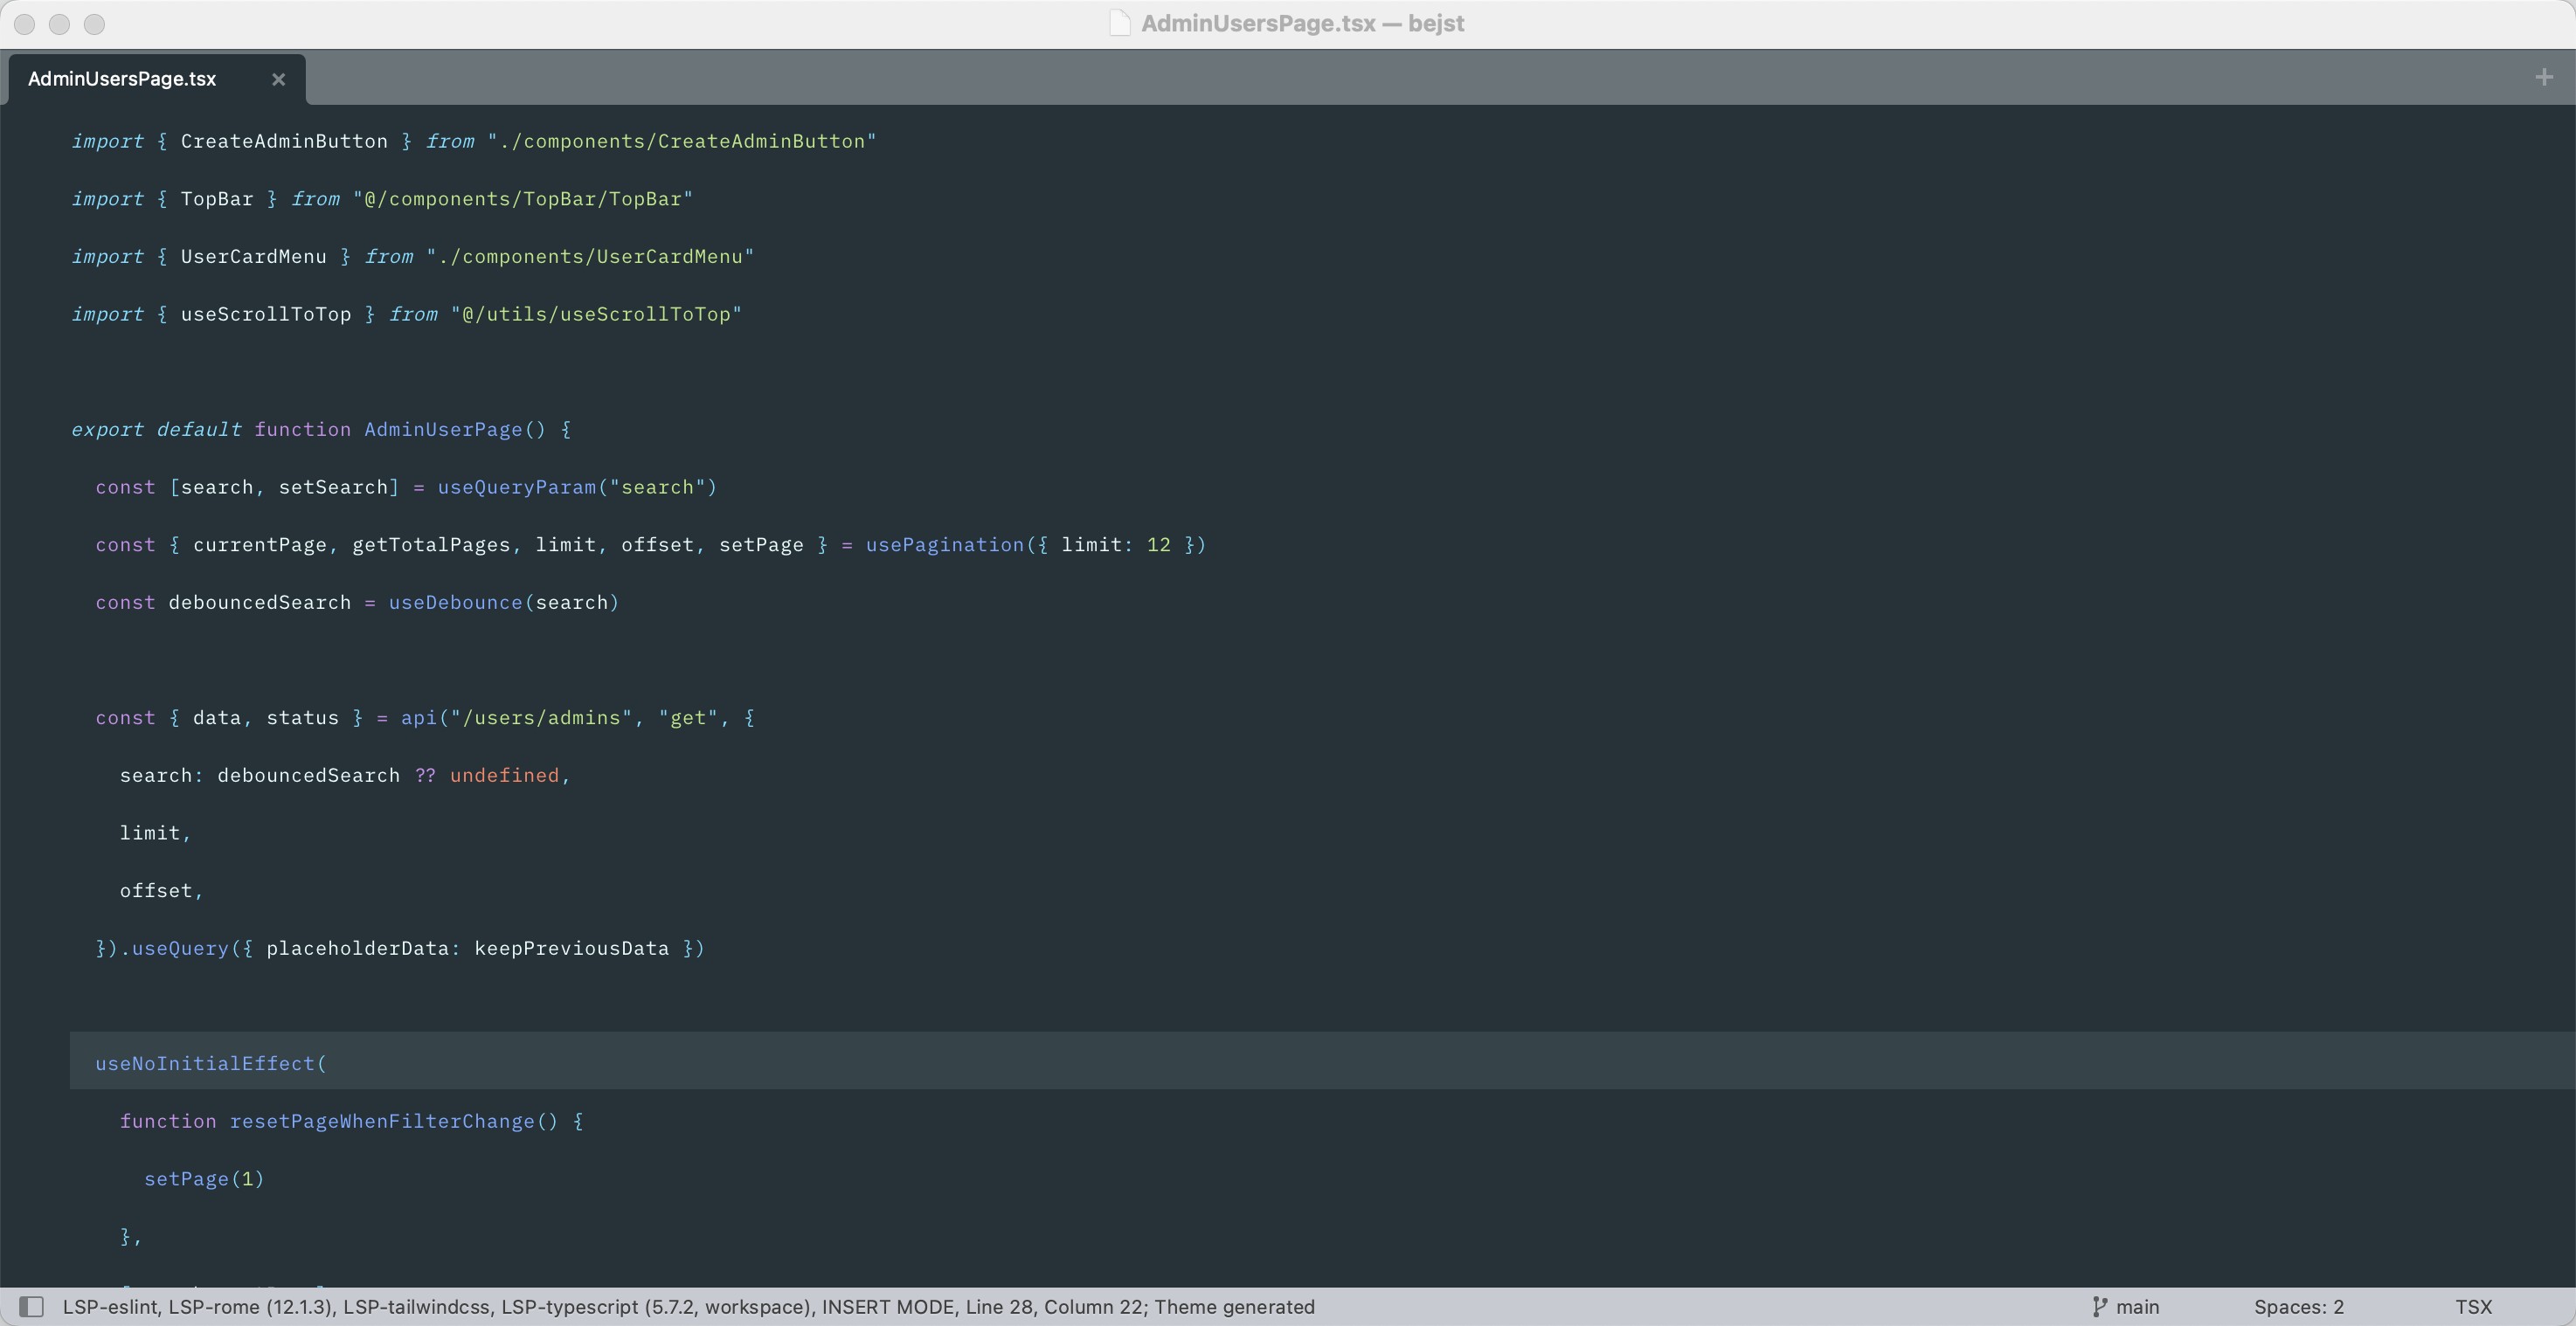 AdminUsersPage.tsx — bejst
AdminUsersPage.tsx
import { CreateAdminButton } from "./components/CreateAdminButton"
import { TopBar } from "@/components/TopBar/TopBar"
import { UserCardMenu } from "./components/UserCardMenu"
import { useScrollToTop } from "@/utils/useScrollToTop"
export default function AdminUserPage() {
const [search, setSearch] = useQueryParam("search")
const { currentPage, getTotalPages, limit, offset, setPage } = usePagination({ limit: 12 })
const debouncedSearch = useDebounce(search)
const { data, status } = api("/users/admins", "get", {
search: debouncedSearch ?? undefined,
limit,
offset,
}).useQuery({ placeholderData: keepPreviousData })
useNoInitialEffect(
function resetPageWhenFilterChange() {
setPage(1)
},
LSP-eslint, LSP-rome (12.1.3), LSP-tailwindcss, LSP-typescript (5.7.2, workspace), INSERT MODE, Line 28, Column 22; Theme generated
main
Spaces: 2
TSX